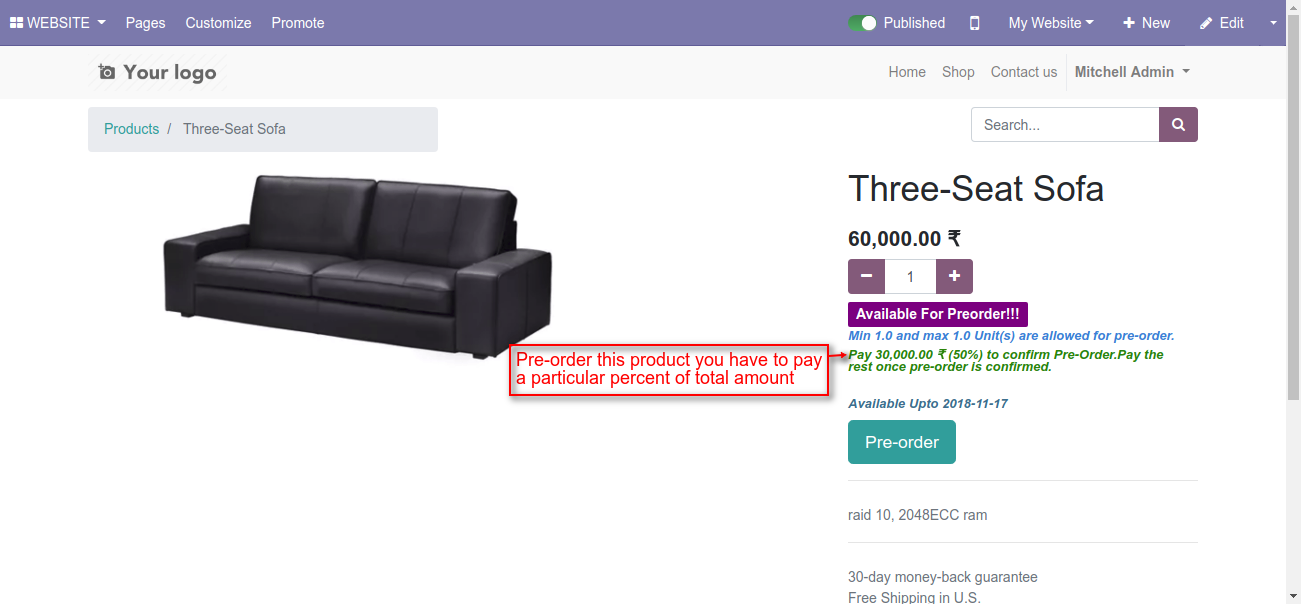 WEBSITE Pages Customize Promote Published My Website New Edit
Your logo Home Shop Contact us Mitchell Admin
Products / Three-Seat Sofa Search...
Three-Seat Sofa
60,000.00 ₹
1
Available For Preorder!!!
Min 1.0 and max 1.0 Unit(s) are allowed for pre-order.
Pay 30,000.00 ₹ (50%) to confirm Pre-Order.Pay the
rest once pre-order is confirmed.
Pre-order this product you have to pay
a particular percent of total amount
Available Upto 2018-11-17
Pre-order
raid 10, 2048ECC ram
30-day money-back guarantee
Free Shipping in U.S.